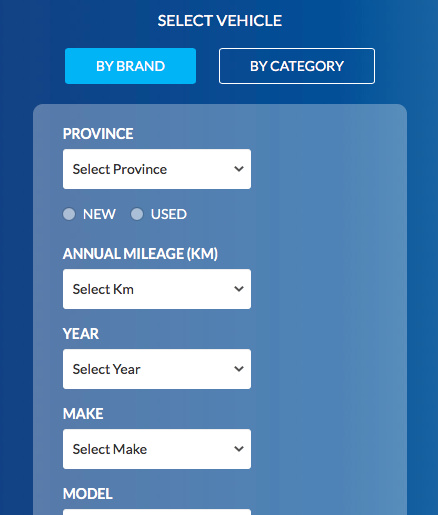 SELECT VEHICLE
BY BRAND BY CATEGORY
PROVINCE
Select Province
NEW USED
ANNUAL MILEAGE (KM)
Select Km
YEAR
Select Year
MAKE
Select Make
MODEL